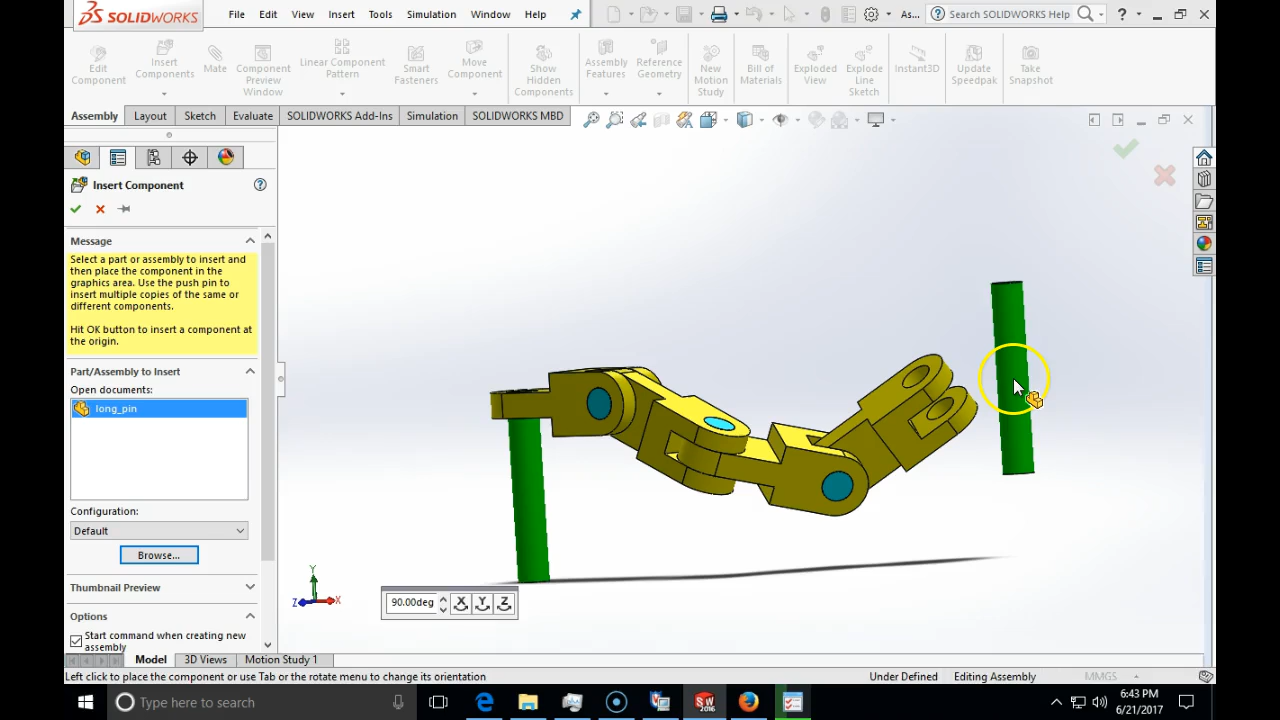 SOLIDWORKS File Edit View Insert Tools Simulation Window Help As... Search SOLIDWORKS Help ?
Edit Component
Insert Components
Mate
Component Preview Window
Linear Component Pattern
Smart Fasteners
Move Component
Show Hidden Components
Assembly Features
Reference Geometry
New Motion Study
Bill of Materials
Exploded View
Explode Line Sketch
Instant3D
Update Speedpak
Take Snapshot
Assembly Layout Sketch Evaluate SOLIDWORKS Add-Ins Simulation SOLIDWORKS MBD
Insert Component ?
Message
Select a part or assembly to insert and
then place the component in the
graphics area. Use the push pin to
insert multiple copies of the same or
different components.
Hit OK button to insert a component at
the origin.
Part/Assembly to Insert
Open documents:
long_pin
Configuration:
Default
Browse...
Thumbnail Preview
Options
Start command when creating new
assembly
Y
Z X
90.00deg X Y Z
Model 3D Views Motion Study 1
Left click to place the component or use Tab or the rotate menu to change its orientation Under Defined Editing Assembly MMGS
Type here to search SW 2016 6:43 PM
6/21/2017